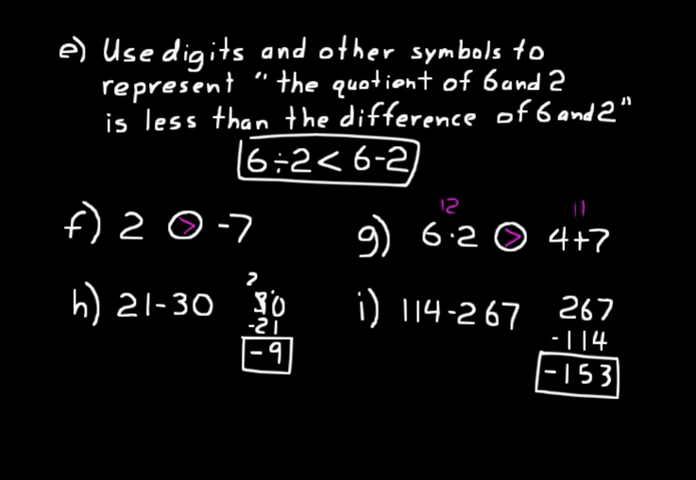 e) Use digits and other symbols to
represent "the quotient of 6 and 2
is less than the difference of 6 and 2"
6÷2 < 6-2
12 11
f) 2 > -7 g) 6·2 > 4+7
2
h) 21-30 30 i) 114-267 267
-21 -114
-9 -153